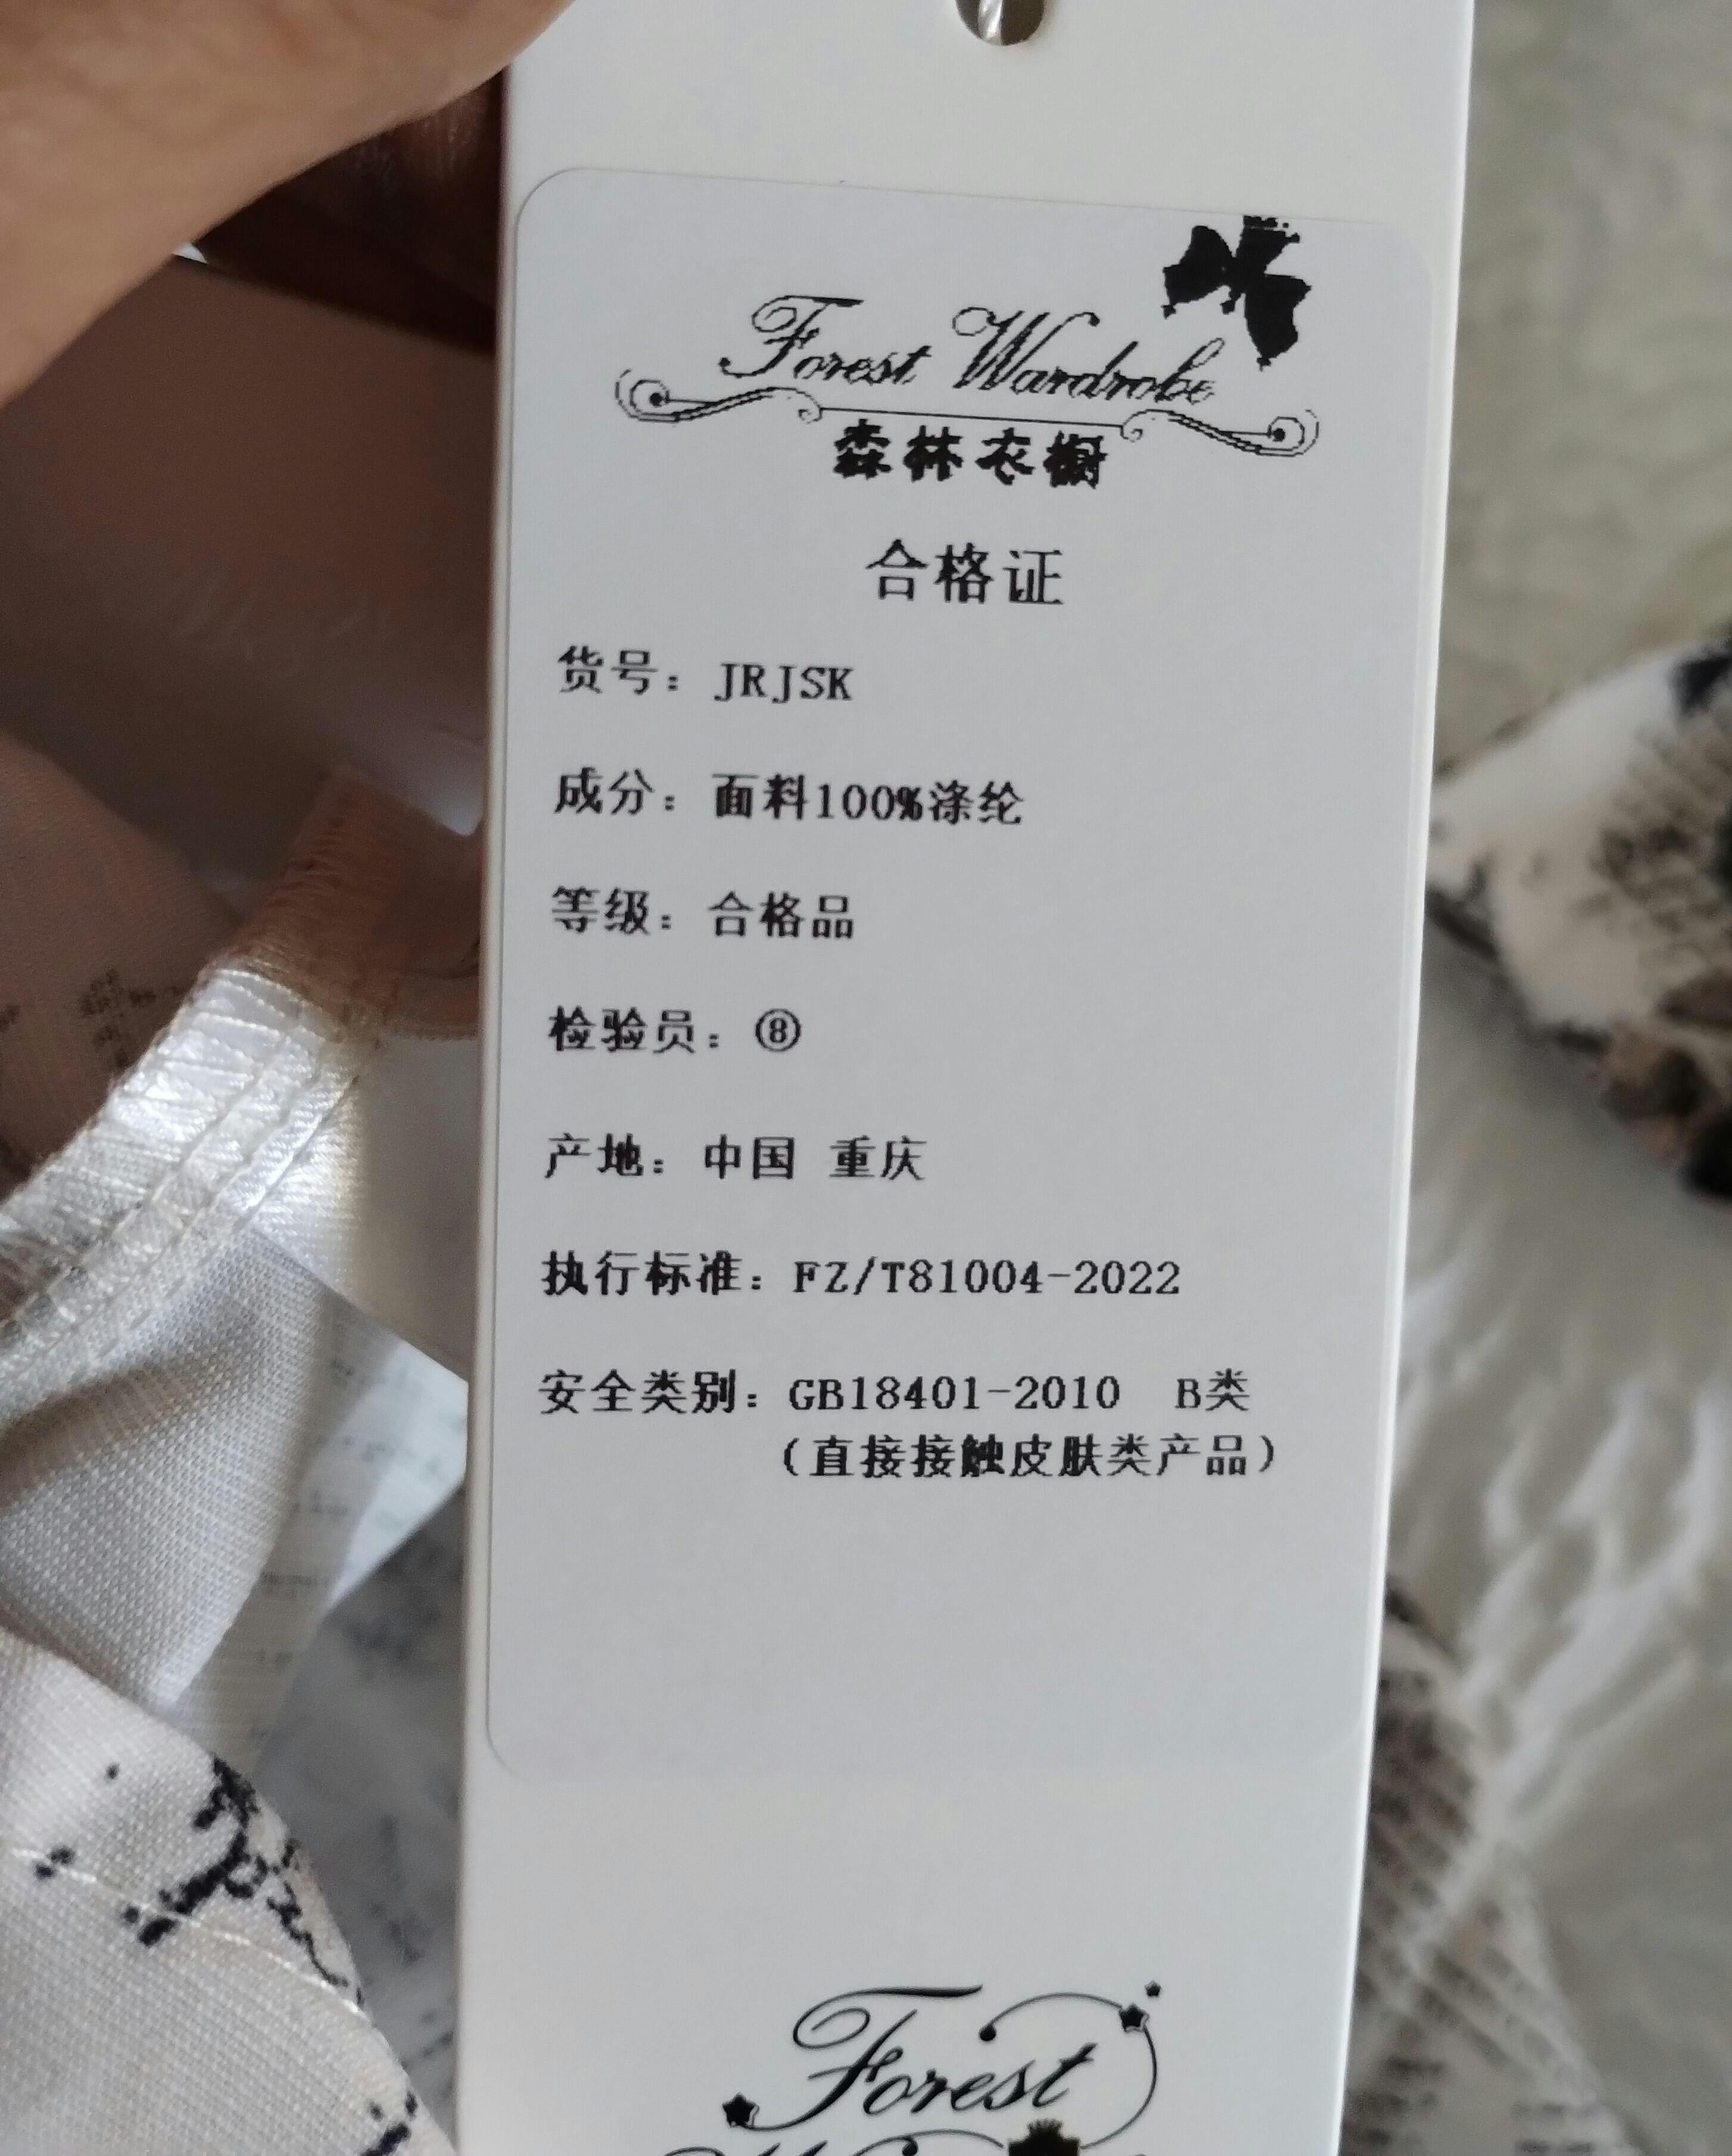 Forest Wardrobe
森林衣橱
合格证
货号：JRJSK
成分：面料100%涤纶
等级：合格品
检验员：⑧
产地：中国 重庆
执行标准：FZ/T81004-2022
安全类别：GB18401-2010 B类
(直接接触皮肤类产品)
Forest